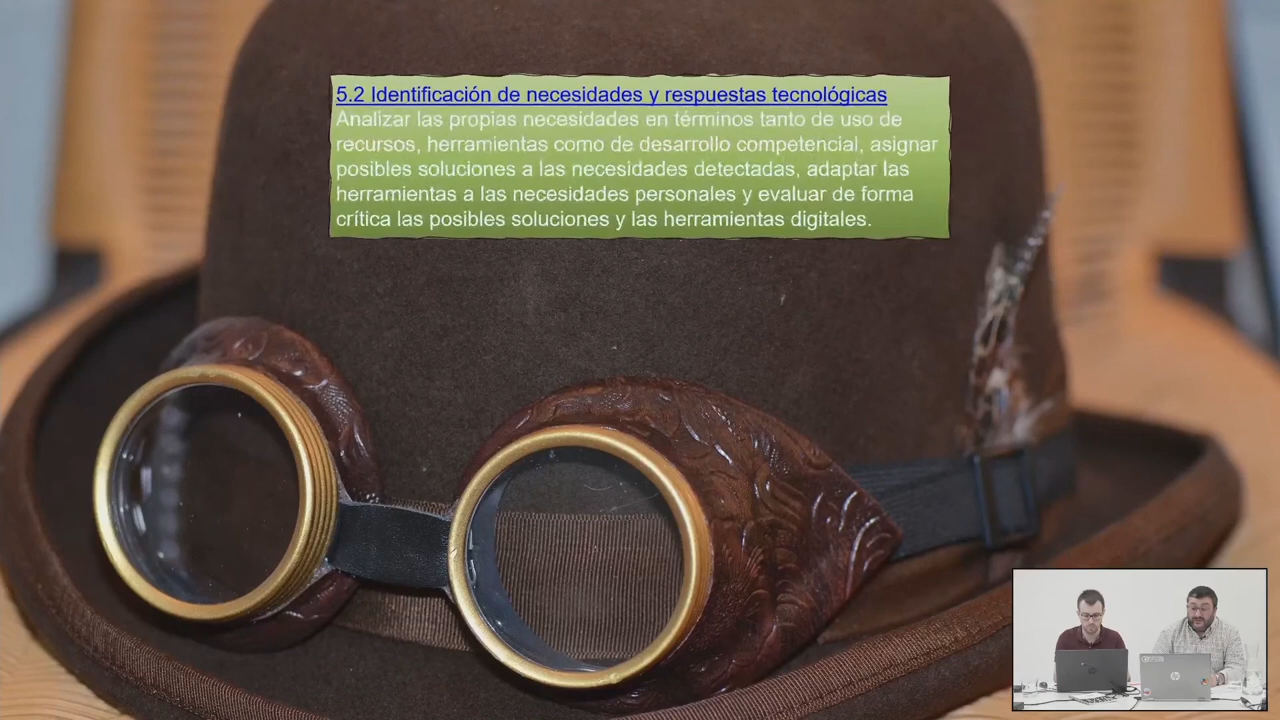 5.2 Identificación de necesidades y respuestas tecnológicas
Analizar las propias necesidades en términos tanto de uso de
recursos, herramientas como de desarrollo competencial, asignar
posibles soluciones a las necesidades detectadas, adaptar las
herramientas a las necesidades personales y evaluar de forma
crítica las posibles soluciones y las herramientas digitales.